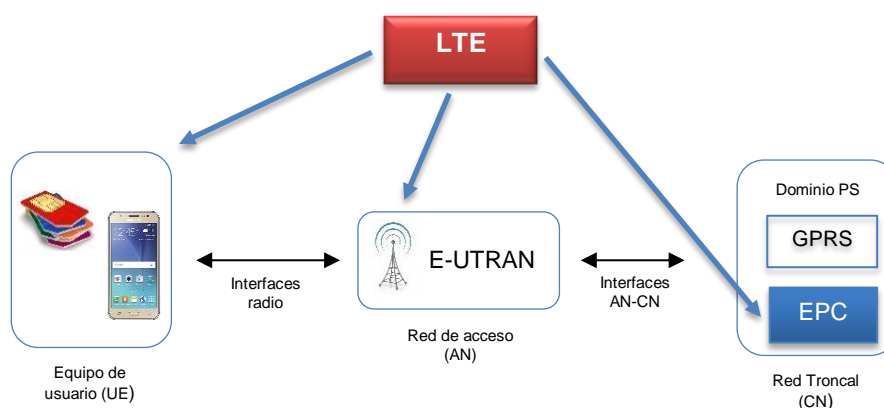 LTE
Dominio PS
GPRS
E-UTRAN
Interfaces
radio
Interfaces
AN-CN
EPC
Red de acceso
(AN)
Equipo de
usuario (UE)
Red Troncal
(CN)